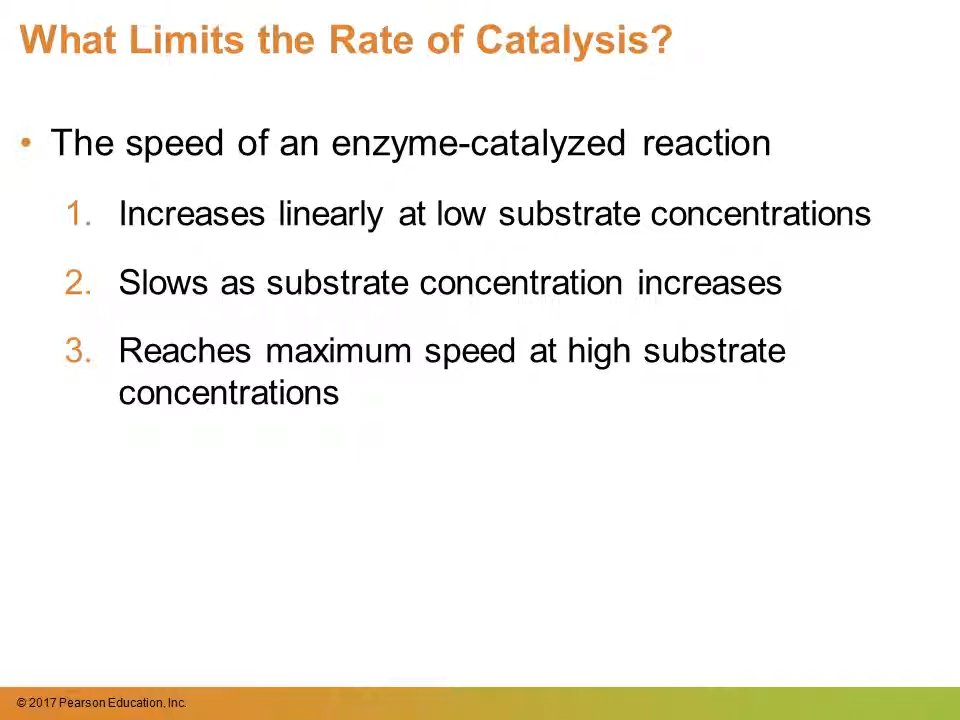 What Limits the Rate of Catalysis?
• The speed of an enzyme-catalyzed reaction
1. Increases linearly at low substrate concentrations
2. Slows as substrate concentration increases
3. Reaches maximum speed at high substrate
concentrations
© 2017 Pearson Education, Inc.